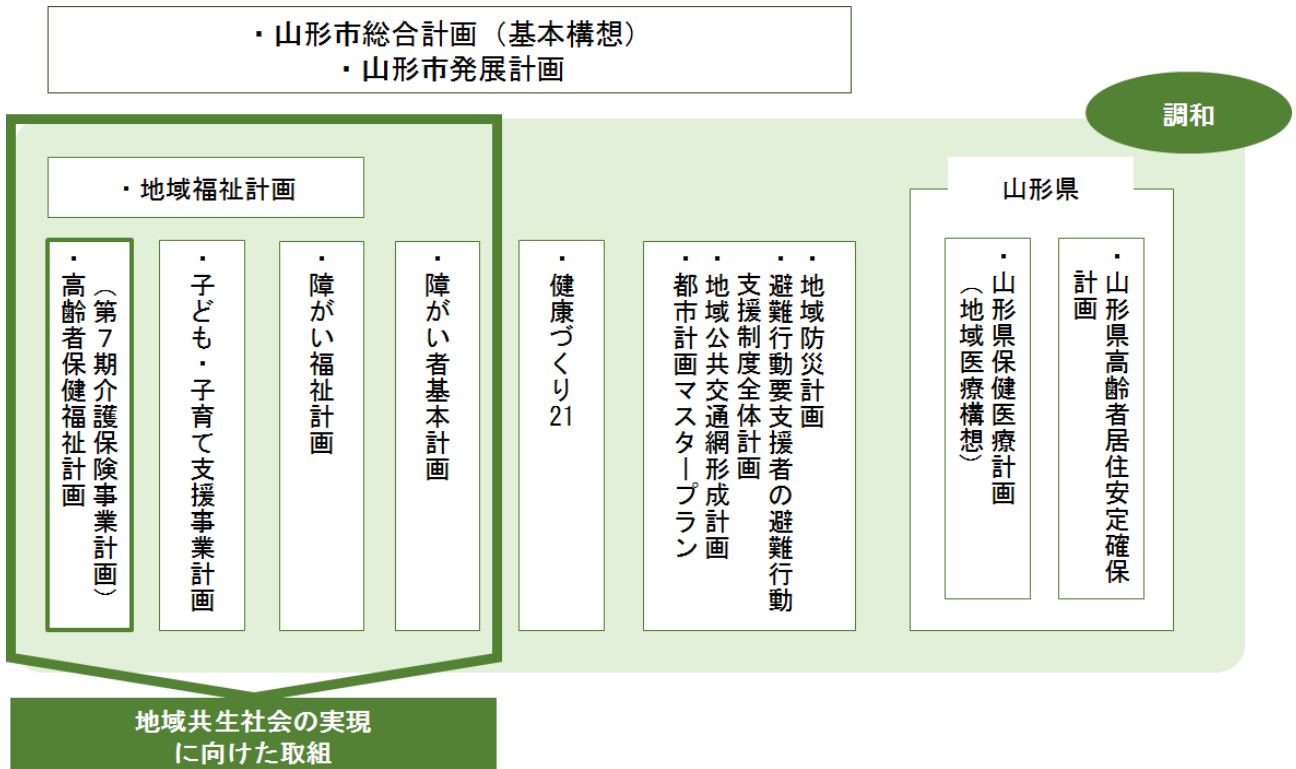 ・山形市総合計画（基本構想）
・山形市発展計画
調和
・地域福祉計画
・高齢者保健福祉計画
（第７期介護保険事業計画）
・子ども・子育て支援事業計画
・障がい福祉計画
・障がい者基本計画
・健康づくり21
・地域防災計画
・避難行動要支援者の避難行動
支援制度全体計画
・地域公共交通網形成計画
・都市計画マスタープラン
山形県
・山形県保健医療計画
（地域医療構想）
・山形県高齢者居住安定確保
計画
地域共生社会の実現
に向けた取組